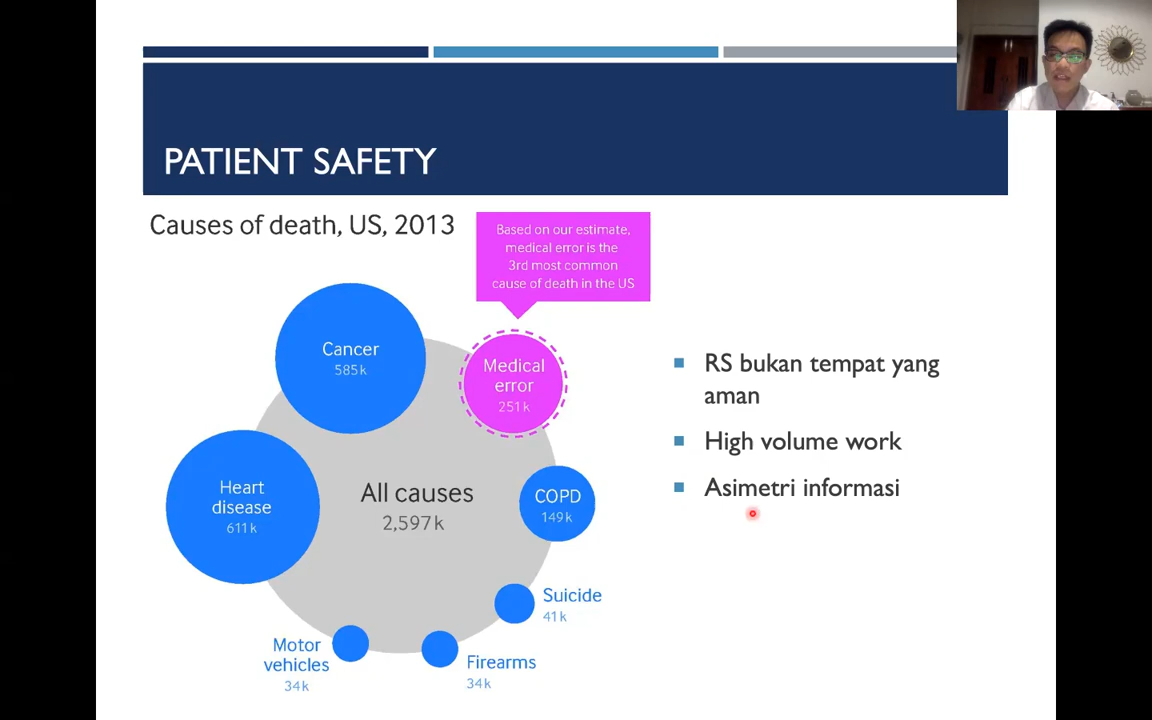 PATIENT SAFETY
Causes of death, US, 2013
Based on our estimate,
medical error is the
3rd most common
cause of death in the US
Cancer
585k
Medical
error
251k
Heart
disease
611k
All causes
2,597k
COPD
149k
Suicide
41k
Motor
vehicles
34k
Firearms
34k
RS bukan tempat yang
aman
High volume work
Asimetri informasi